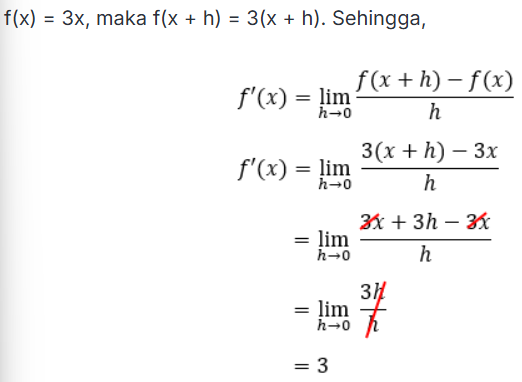 f(x) = 3x, maka f(x + h) = 3(x + h). Sehingga,
f'(x) = lim h→0 f(x + h) − f(x) / h
f'(x) = lim h→0 3(x + h) − 3x / h
= lim h→0 3x + 3h − 3x / h
= lim h→0 3h / h
= 3